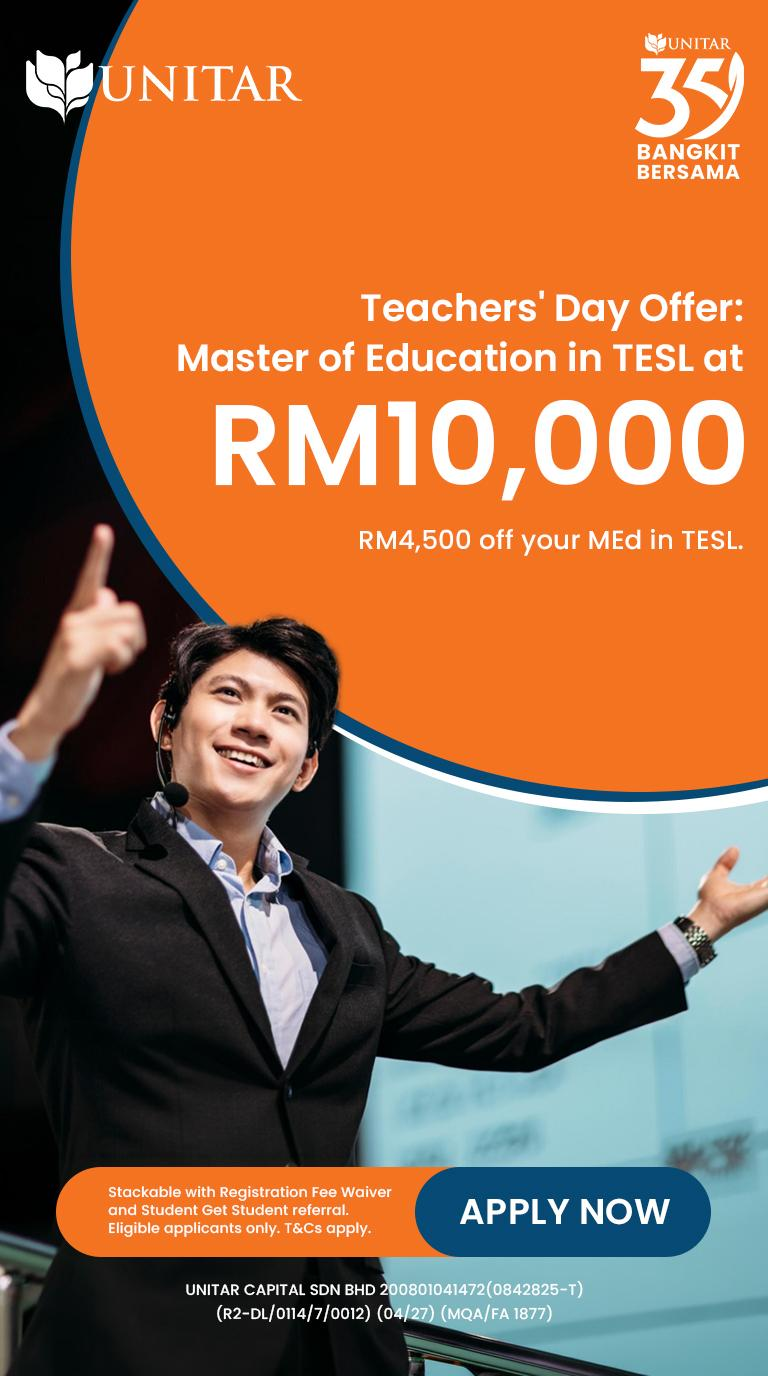 UNITAR
UNITAR
35
BANGKIT
BERSAMA
Teachers' Day Offer:
Master of Education in TESL at
RM10,000
RM4,500 off your MEd in TESL.
Stackable with Registration Fee Waiver
and Student Get Student referral.
Eligible applicants only. T&Cs apply.
APPLY NOW
UNITAR CAPITAL SDN BHD 200801041472(0842825-T)
(R2-DL/0114/7/0012) (04/27) (MQA/FA 1877)